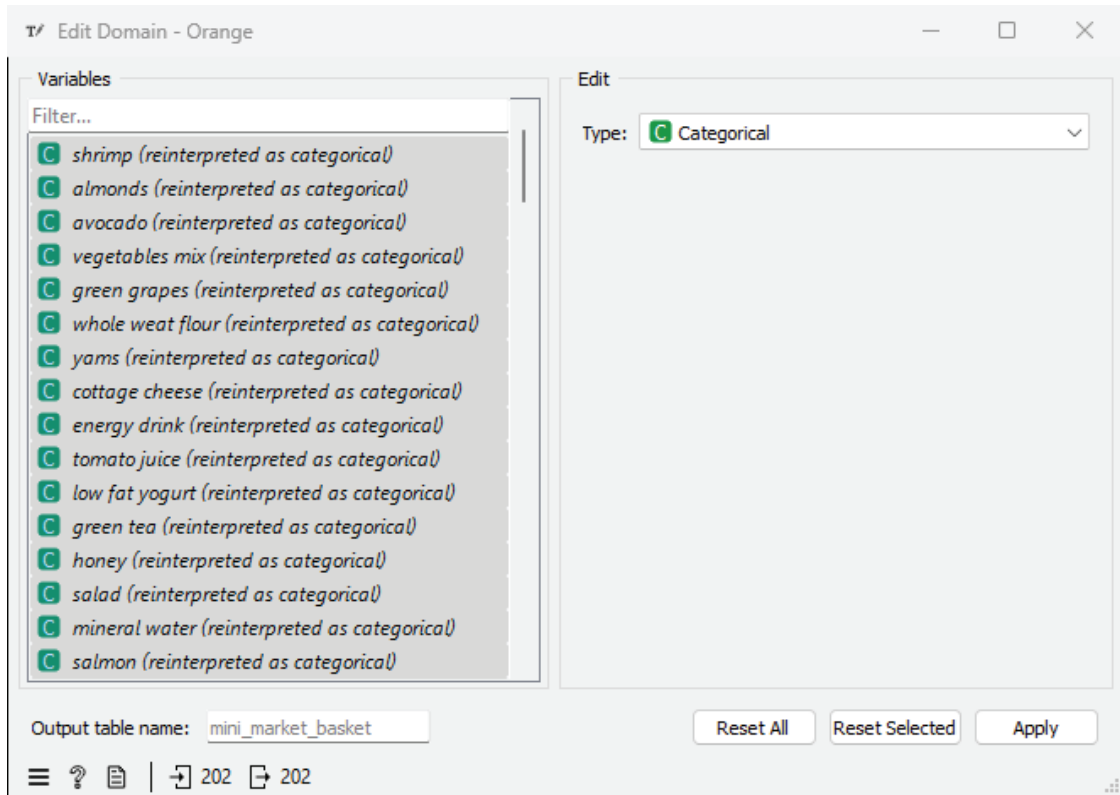 Edit Domain - Orange
Variables
Filter...
C shrimp (reinterpreted as categorical)
C almonds (reinterpreted as categorical)
C avocado (reinterpreted as categorical)
C vegetables mix (reinterpreted as categorical)
C green grapes (reinterpreted as categorical)
C whole weat flour (reinterpreted as categorical)
C yams (reinterpreted as categorical)
C cottage cheese (reinterpreted as categorical)
C energy drink (reinterpreted as categorical)
C tomato juice (reinterpreted as categorical)
C low fat yogurt (reinterpreted as categorical)
C green tea (reinterpreted as categorical)
C honey (reinterpreted as categorical)
C salad (reinterpreted as categorical)
C mineral water (reinterpreted as categorical)
C salmon (reinterpreted as categorical)
Edit
Type: C Categorical
Output table name: mini_market_basket
Reset All Reset Selected Apply
? 202 202